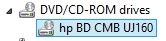 DVD/CD-ROM drives
hp BD CMB UJ160